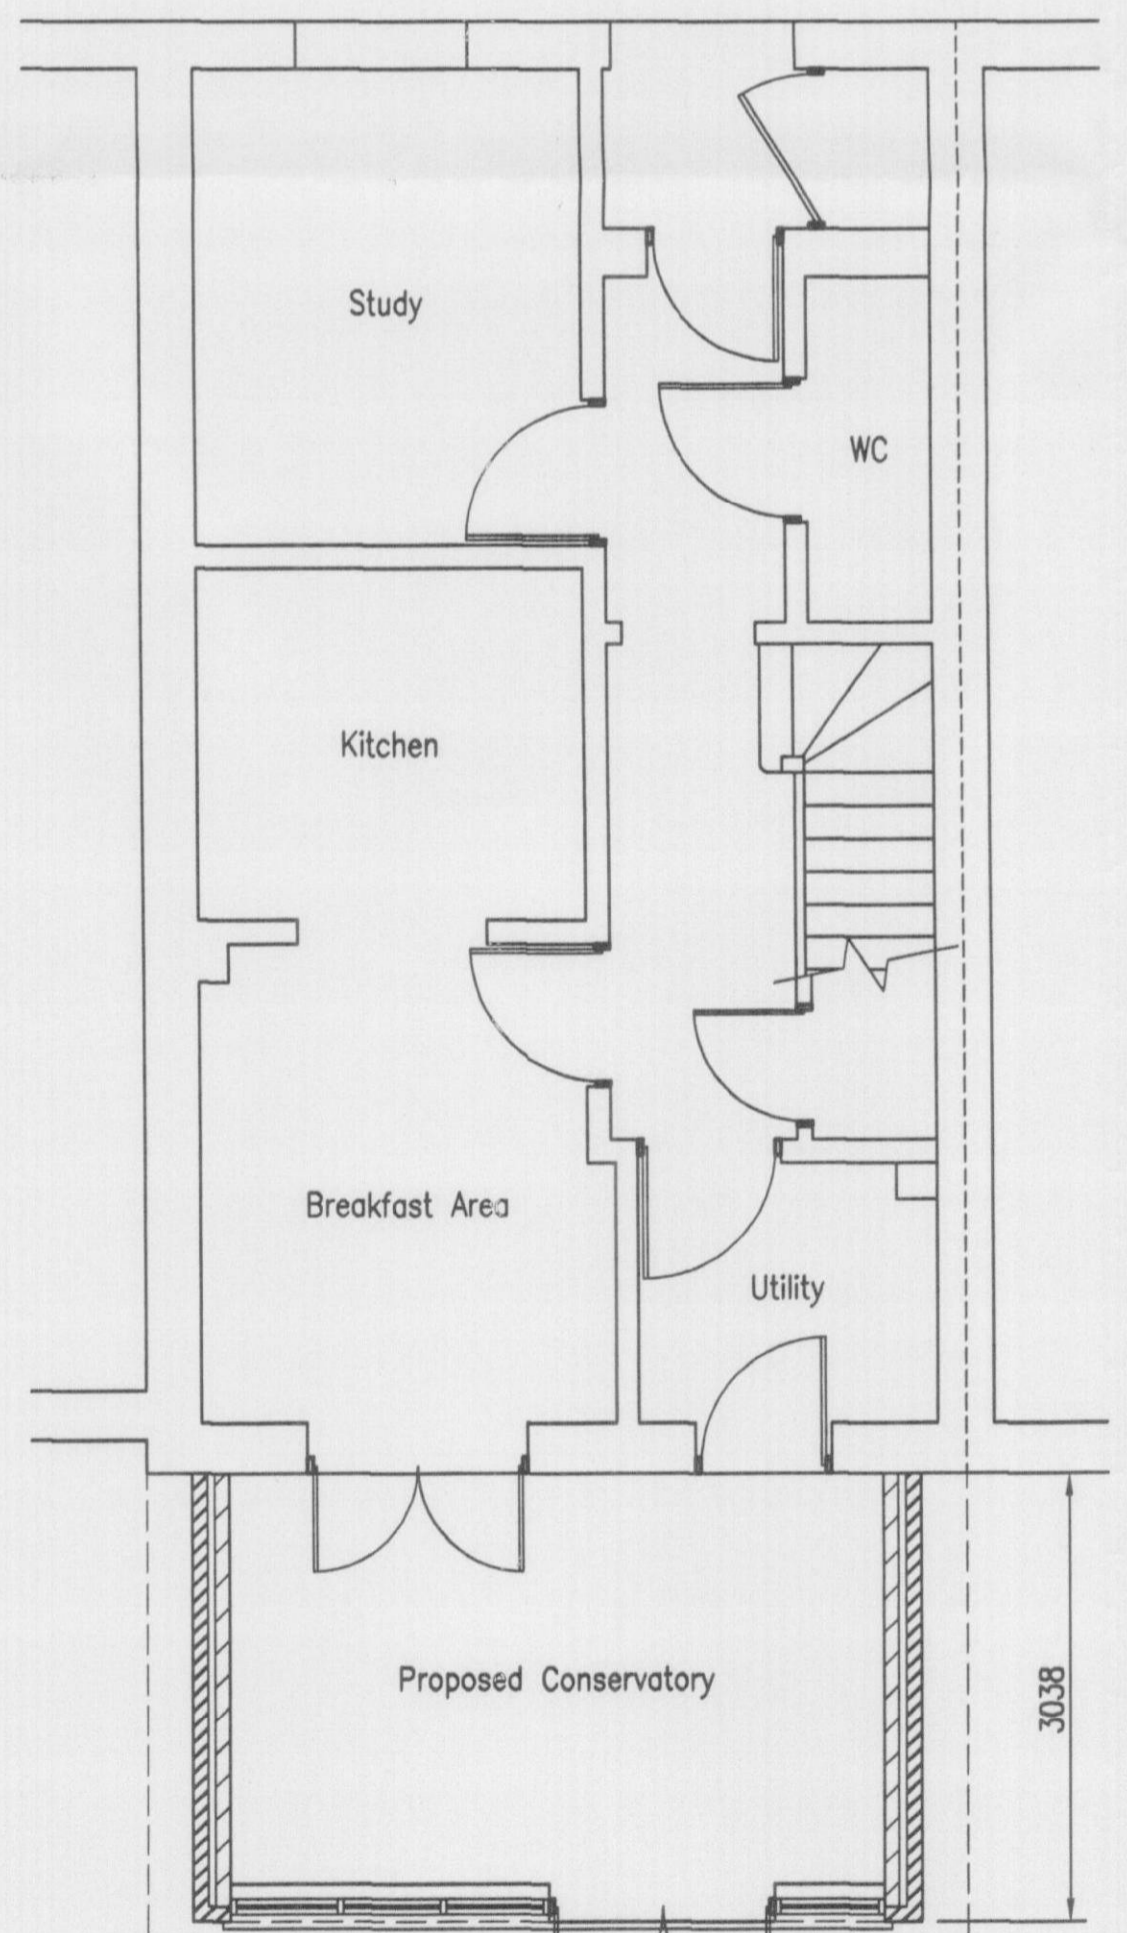 Study
WC
Kitchen
Breakfast Area
Utility
Proposed Conservatory
3038